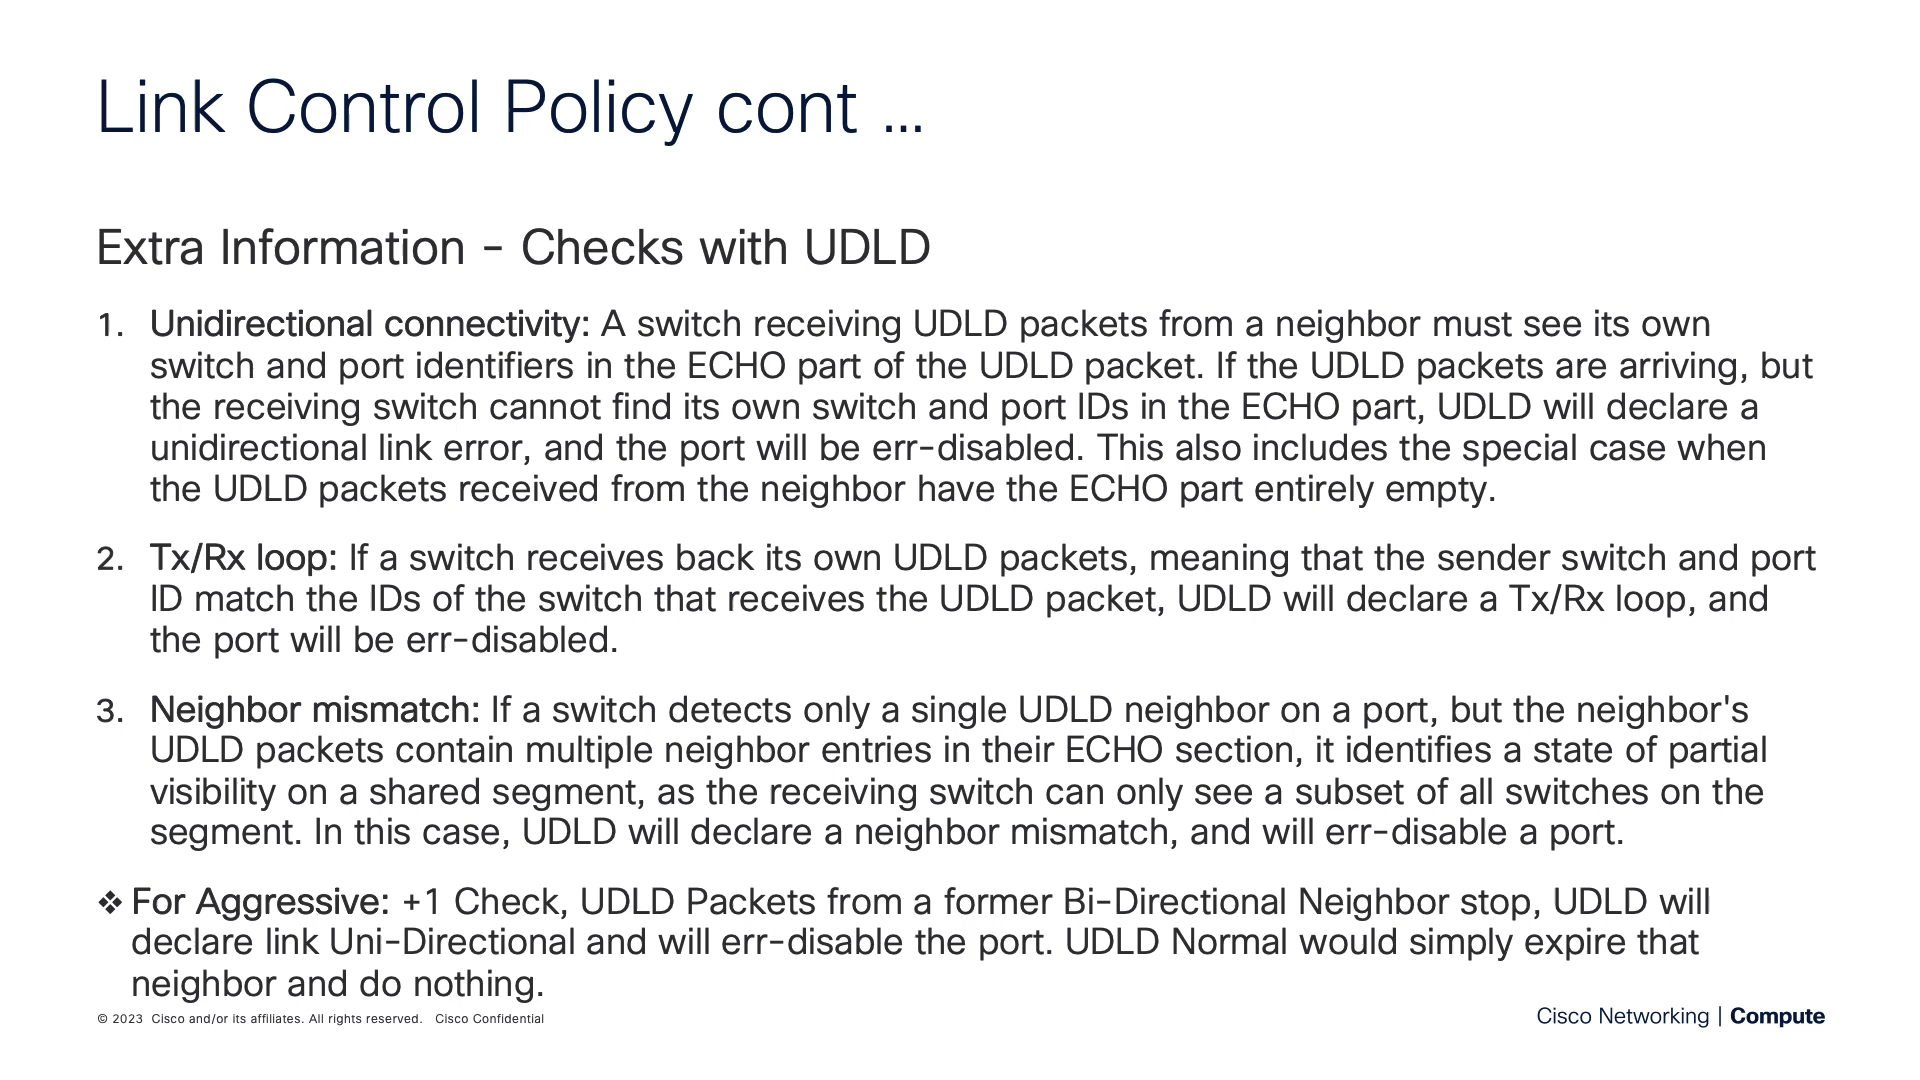 Link Control Policy cont ...
Extra Information - Checks with UDLD
1. Unidirectional connectivity: A switch receiving UDLD packets from a neighbor must see its own
switch and port identifiers in the ECHO part of the UDLD packet. If the UDLD packets are arriving, but
the receiving switch cannot find its own switch and port IDs in the ECHO part, UDLD will declare a
unidirectional link error, and the port will be err-disabled. This also includes the special case when
the UDLD packets received from the neighbor have the ECHO part entirely empty.
2. Tx/Rx loop: If a switch receives back its own UDLD packets, meaning that the sender switch and port
ID match the IDs of the switch that receives the UDLD packet, UDLD will declare a Tx/Rx loop, and
the port will be err-disabled.
3. Neighbor mismatch: If a switch detects only a single UDLD neighbor on a port, but the neighbor's
UDLD packets contain multiple neighbor entries in their ECHO section, it identifies a state of partial
visibility on a shared segment, as the receiving switch can only see a subset of all switches on the
segment. In this case, UDLD will declare a neighbor mismatch, and will err-disable a port.
❖ For Aggressive: +1 Check, UDLD Packets from a former Bi-Directional Neighbor stop, UDLD will
declare link Uni-Directional and will err-disable the port. UDLD Normal would simply expire that
neighbor and do nothing.
© 2023 Cisco and/or its affiliates. All rights reserved. Cisco Confidential
Cisco Networking | Compute